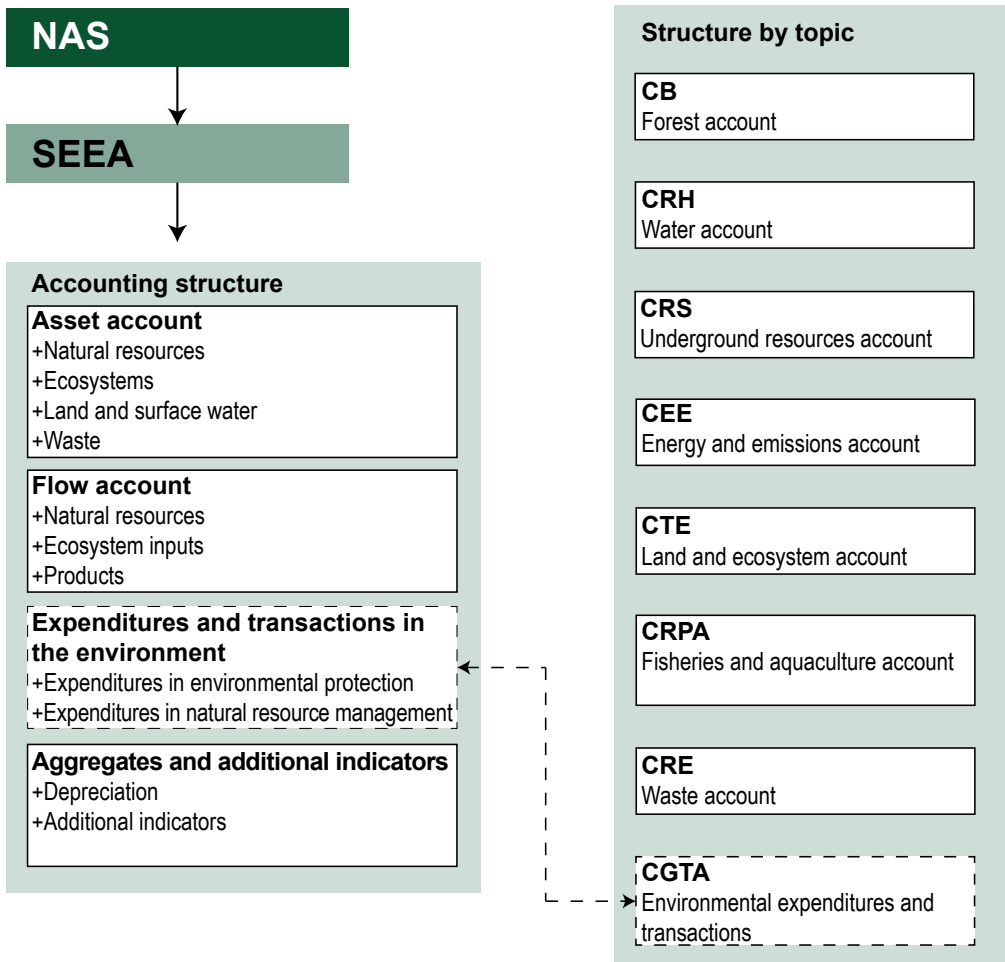 NAS
SEEA
Accounting structure
Asset account
+Natural resources
+Ecosystems
+Land and surface water
+Waste
Flow account
+Natural resources
+Ecosystem inputs
+Products
Expenditures and transactions in
the environment
+Expenditures in environmental protection
+Expenditures in natural resource management
Aggregates and additional indicators
+Depreciation
+Additional indicators
Structure by topic
CB
Forest account
CRH
Water account
CRS
Underground resources account
CEE
Energy and emissions account
CTE
Land and ecosystem account
CRPA
Fisheries and aquaculture account
CRE
Waste account
CGTA
Environmental expenditures and
transactions